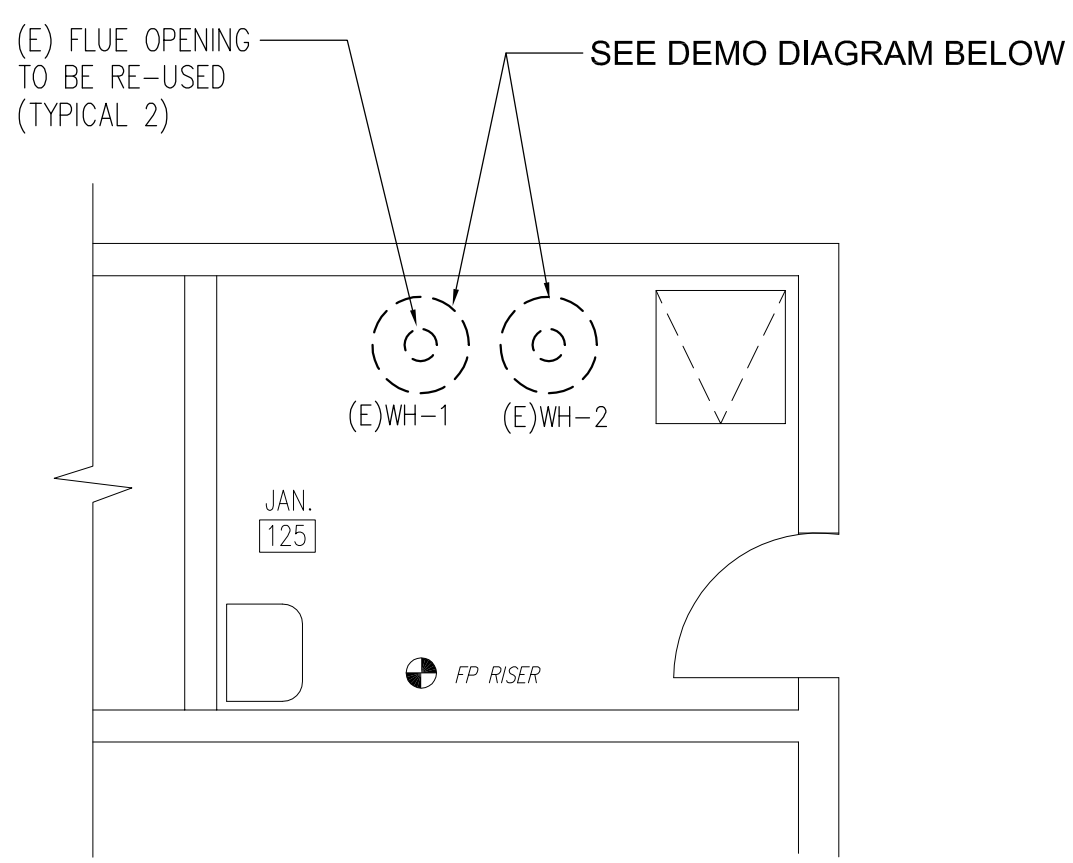 (E) FLUE OPENING
TO BE RE-USED
(TYPICAL 2)
SEE DEMO DIAGRAM BELOW
(E)WH-1
(E)WH-2
JAN.
125
FP RISER